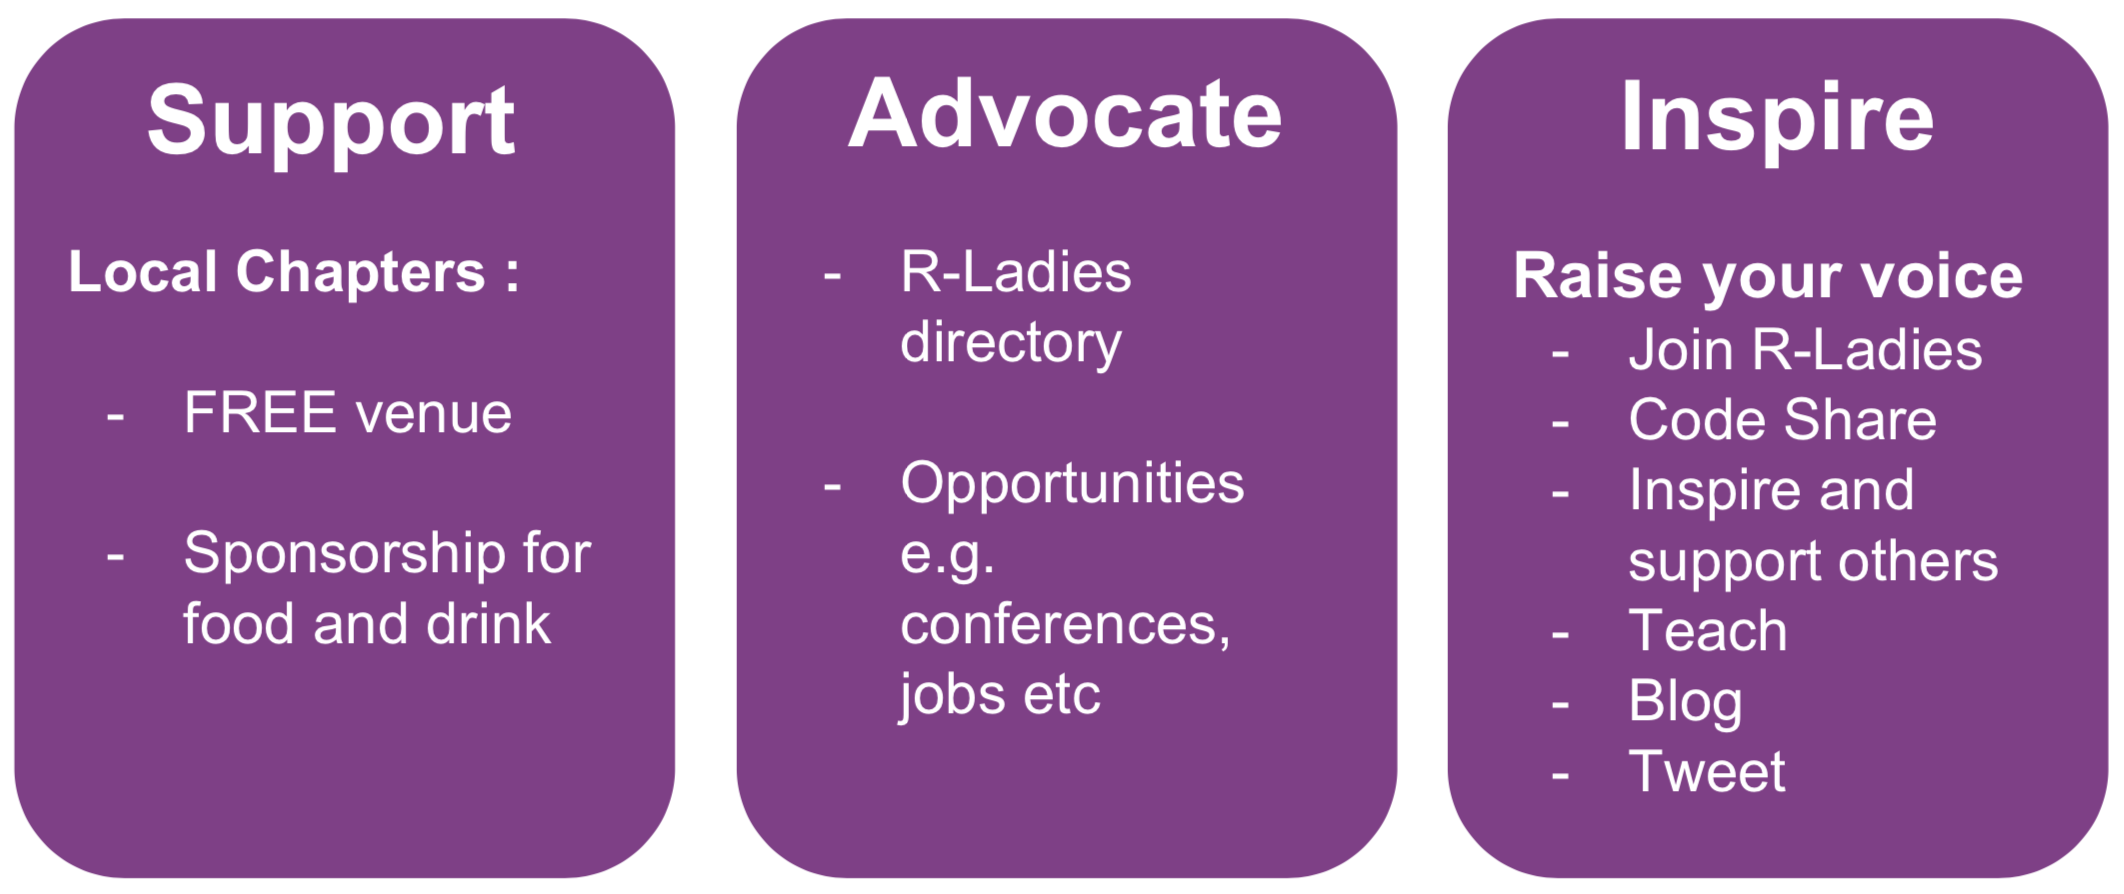 Support
Local Chapters :
- FREE venue
- Sponsorship for
food and drink
Advocate
- R-Ladies
directory
- Opportunities
e.g.
conferences,
jobs etc
Inspire
Raise your voice
- Join R-Ladies
- Code Share
- Inspire and
support others
- Teach
- Blog
- Tweet